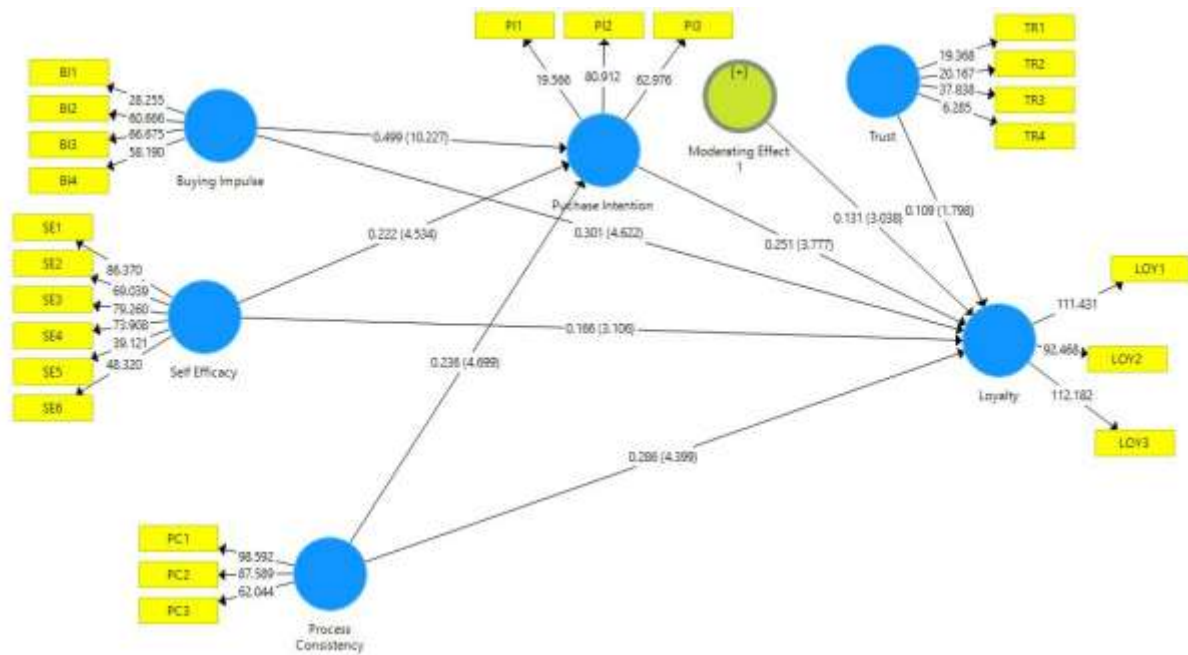 PI1
PI2
PI3
19.566
80.912
62.976
TR1
TR2
TR3
TR4
19.368
20.167
37.838
6.285
Trust
[+]
Moderating Effect
1
BI1
BI2
BI3
BI4
28.255
60.666
66.675
58.190
Buying Impulse
0.499 (10.227)
Puchase Intention
0.131 (3.038)
0.109 (1.798)
0.222 (4.534)
0.301 (4.622)
0.251 (3.777)
SE1
SE2
SE3
SE4
SE5
SE6
86.370
69.039
79.260
73.908
39.121
48.320
Self Efficacy
0.166 (3.106)
0.236 (4.699)
0.286 (4.399)
LOY1
LOY2
LOY3
111.431
92.468
112.182
Loyalty
PC1
PC2
PC3
98.592
87.589
62.044
Process
Consistency